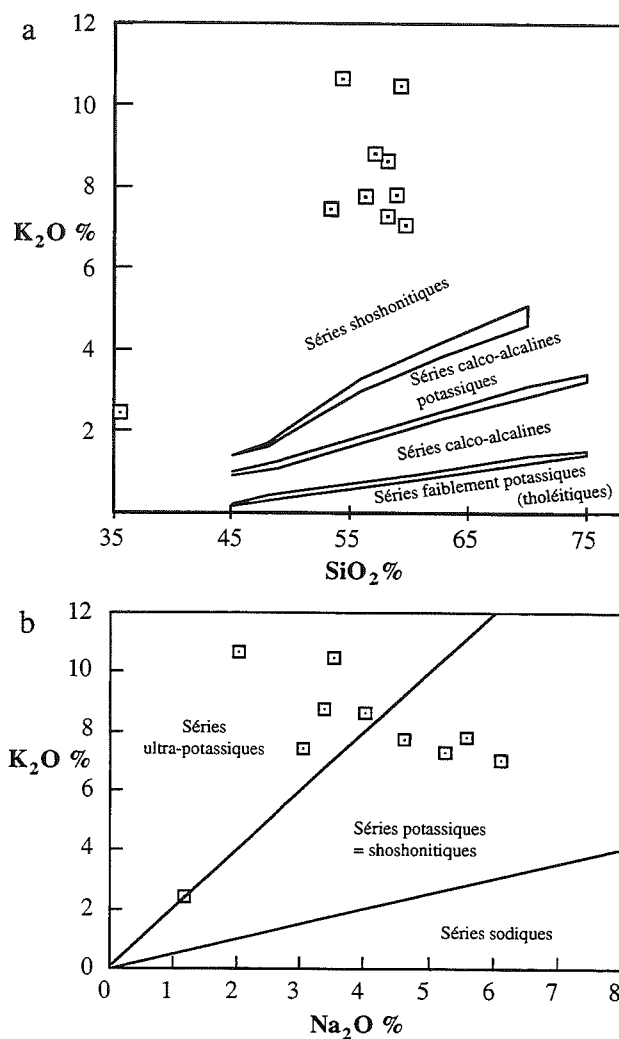 a
12
10
8
K₂O %
6
4
2
Séries shoshonitiques
Séries calco-alcalines
potassiques
Séries calco-alcalines
Séries faiblement potassiques
(tholéitiques)
35 45 55 65 75
SiO₂%
b
12
10
8
K₂O %
6
4
2
0
Séries
ultra-potassiques
Séries potassiques
= shoshonitiques
Séries sodiques
0 1 2 3 4 5 6 7 8
Na₂O %